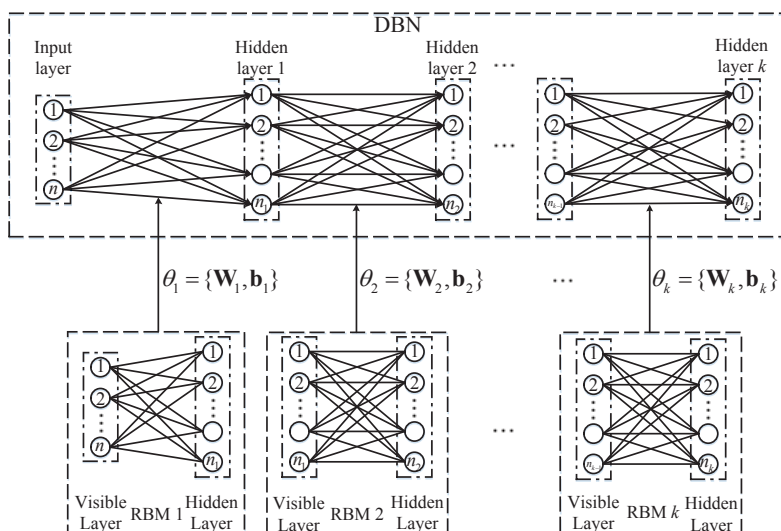 DBN
Input layer
Hidden layer 1
Hidden layer 2
...
Hidden layer k
1 1 1 1 1
2 2 2 2 2
n n₁ n₂ nₖ₋₁ nₖ
θ₁ = {W₁, b₁}
θ₂ = {W₂, b₂}
...
θₖ = {Wₖ, bₖ}
1 1 1 1 1 1
2 2 2 2 2 2
n n₁ n₁ n₂ nₖ₋₁ nₖ
...
Visible Layer
RBM 1
Hidden Layer
Visible Layer
RBM 2
Hidden Layer
Visible Layer
RBM k
Hidden Layer